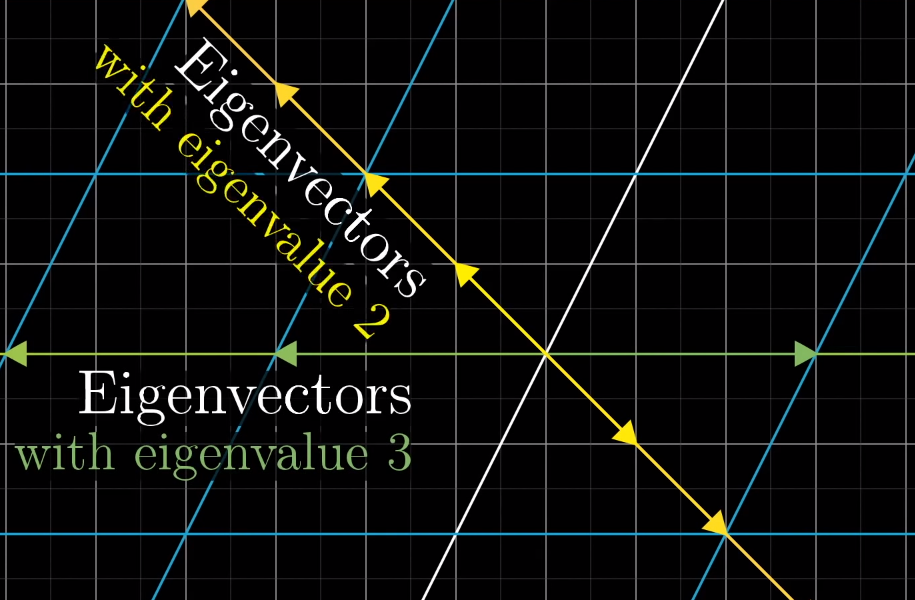 Eigenvectors
with eigenvalue 2
Eigenvectors
with eigenvalue 3